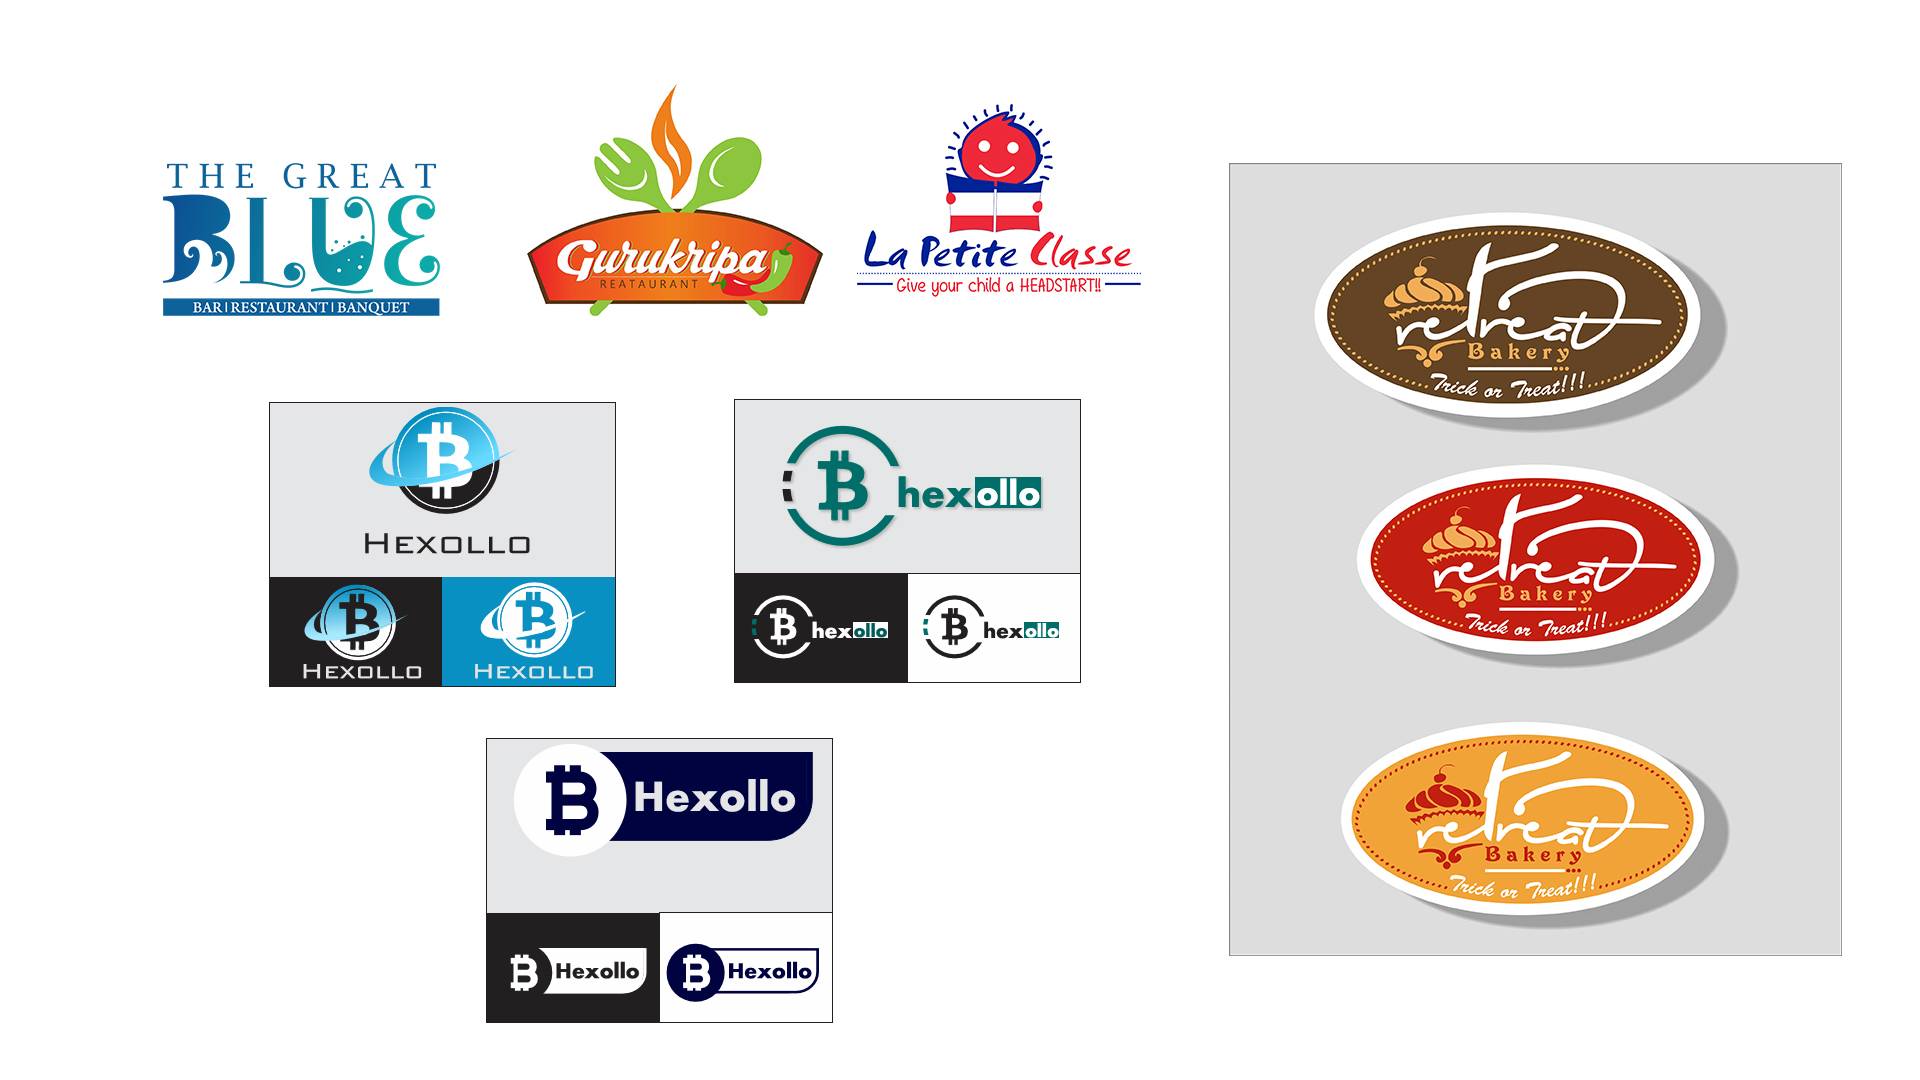 THE GREAT
BLUE
BAR | RESTAURANT | BANQUET
Gurukripa
REATAURANT
La Petite Classe
Give your child a HEADSTART!!
HEXOLLO
HEXOLLO
HEXOLLO
hexollo
hexollo
hexollo
Hexollo
Hexollo
Hexollo
retreat
Bakery
Trick or Treat!!!
retreat
Bakery
Trick or Treat!!!
retreat
Bakery
Trick or Treat!!!